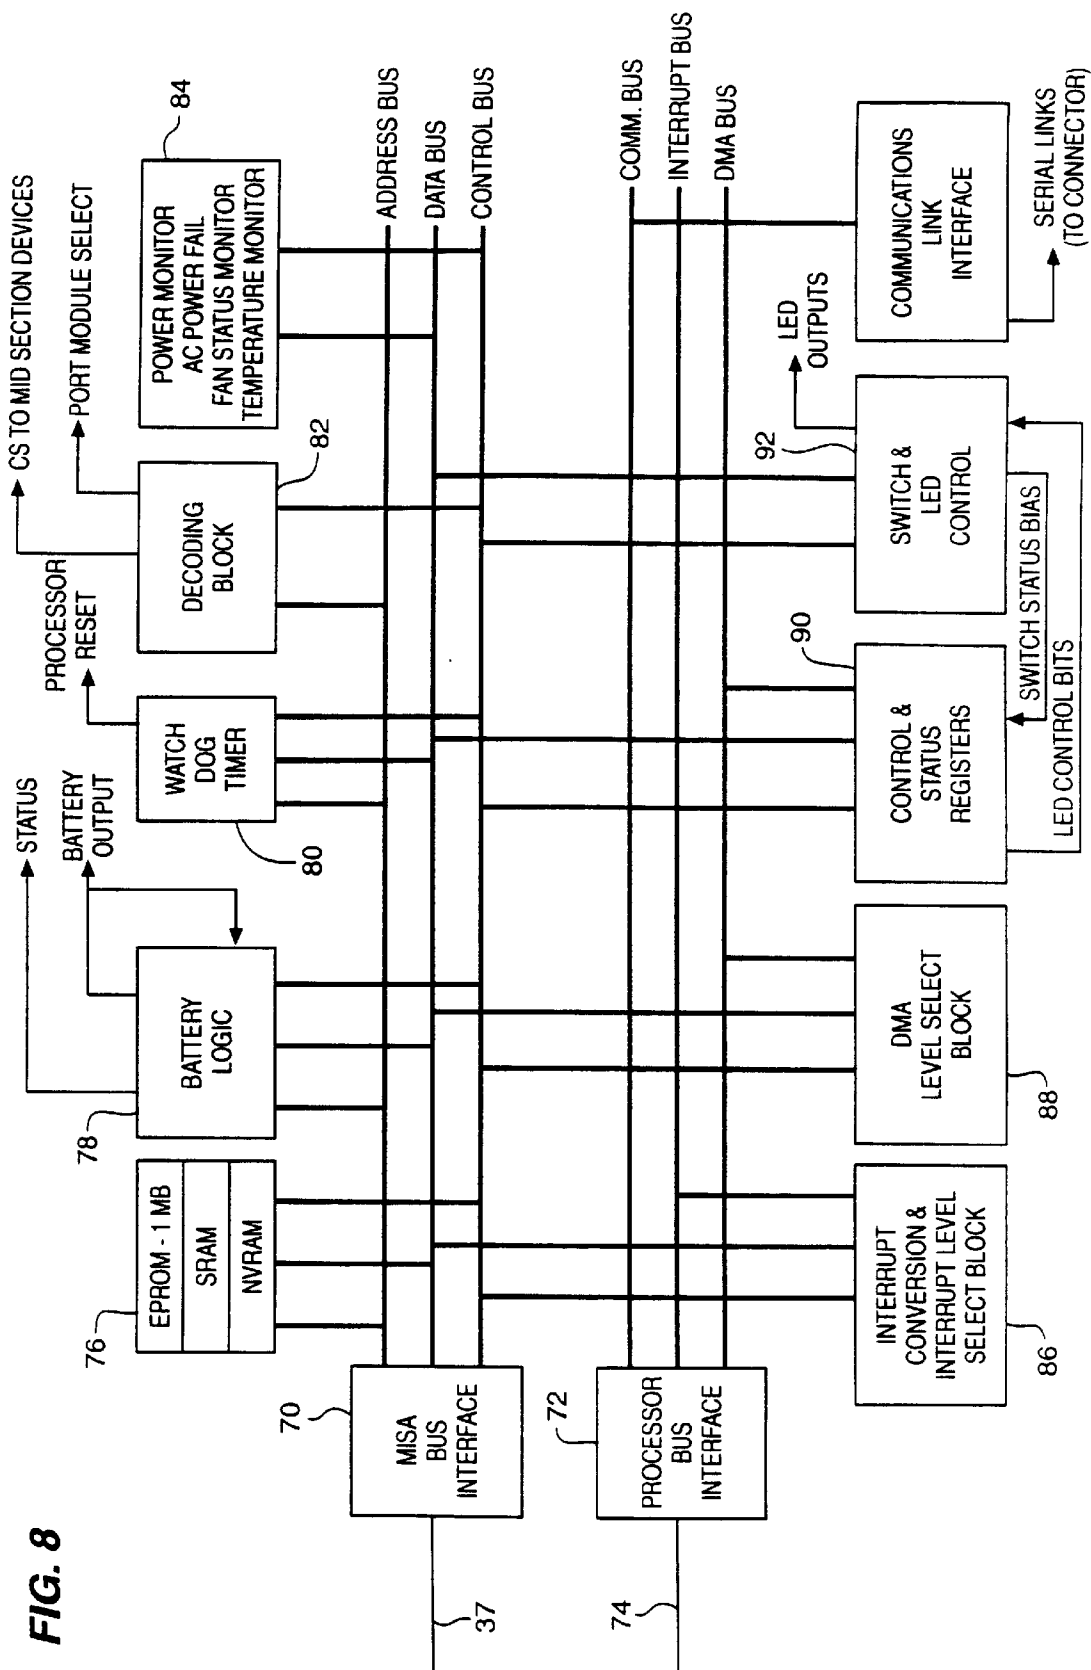 FIG. 8
76
EPROM - 1 MB
SRAM
NVRAM
78
BATTERY
LOGIC
STATUS
BATTERY
OUTPUT
80
WATCH
DOG
TIMER
PROCESSOR
RESET
DECODING
BLOCK
82
CS TO MID SECTION DEVICES
PORT MODULE SELECT
84
POWER MONITOR
AC POWER FAIL
FAN STATUS MONITOR
TEMPERATURE MONITOR
37
70
MISA
BUS
INTERFACE
ADDRESS BUS
DATA BUS
CONTROL BUS
74
72
PROCESSOR
BUS
INTERFACE
COMM. BUS
INTERRUPT BUS
DMA BUS
INTERRUPT
CONVERSION &
INTERRUPT LEVEL
SELECT BLOCK
86
DMA
LEVEL SELECT
BLOCK
88
90
CONTROL &
STATUS
REGISTERS
92
SWITCH &
LED
CONTROL
LED
OUTPUTS
COMMUNICATIONS
LINK
INTERFACE
SWITCH STATUS BIAS
LED CONTROL BITS
SERIAL LINKS
(TO CONNECTOR)